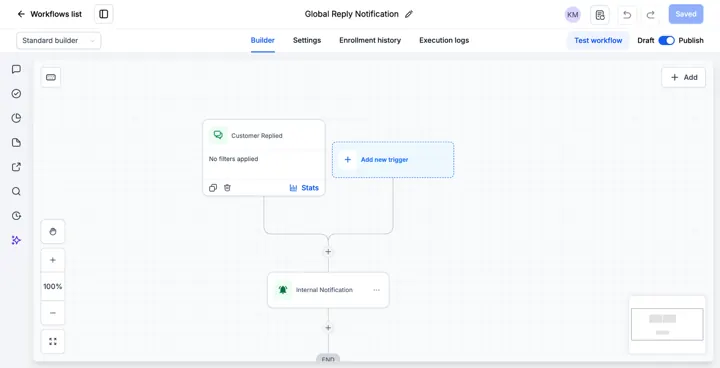 Workflows list
Global Reply Notification
KM
Saved
Standard builder
Builder
Settings
Enrollment history
Execution logs
Test workflow
Draft
Publish
Add
Customer Replied
No filters applied
Stats
Add new trigger
100%
Internal Notification
END